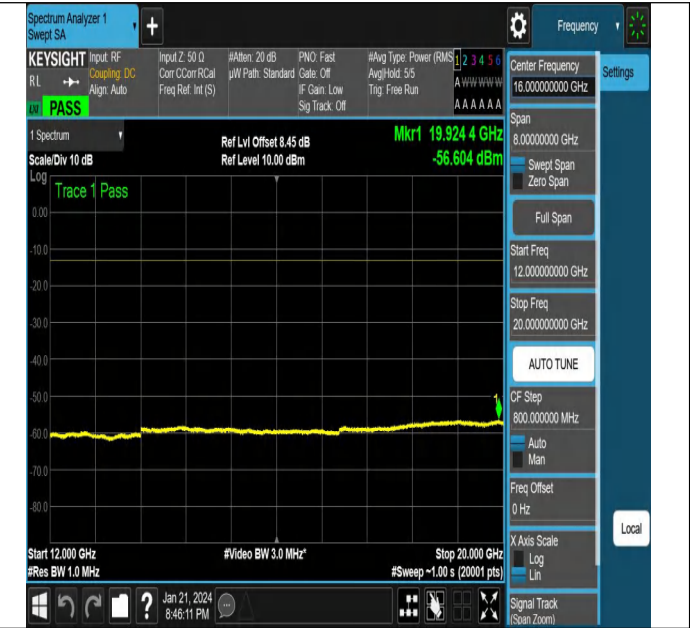 Spectrum Analyzer 1
Swept SA
+
Frequency
KEYSIGHT
RL
LXI
PASS
Input: RF
Coupling: DC
Align: Auto
Input Z: 50 Ω
Corr CCorr RCal
Freq Ref: Int (S)
#Atten: 20 dB
µW Path: Standard
PNO: Fast
Gate: Off
IF Gain: Low
Sig Track: Off
#Avg Type: Power (RMS
Avg|Hold: 5/5
Trig: Free Run
1 2 3 4 5 6
A W W W W W
A A A A A A
Center Frequency
16.000000000 GHz
Settings
Span
8.00000000 GHz
Swept Span
Zero Span
Full Span
Start Freq
12.000000000 GHz
Stop Freq
20.000000000 GHz
AUTO TUNE
CF Step
800.000000 MHz
Auto
Man
Freq Offset
0 Hz
X Axis Scale
Log
Lin
Local
Signal Track
(Span Zoom)
1 Spectrum
Scale/Div 10 dB
Log
Ref Lvl Offset 8.45 dB
Ref Level 10.00 dBm
Mkr1 19.924 4 GHz
-56.604 dBm
Trace 1 Pass
0.00
-10.0
-20.0
-30.0
-40.0
-50.0
-60.0
-70.0
-80.0
1
Start 12.000 GHz
#Res BW 1.0 MHz
#Video BW 3.0 MHz*
Stop 20.000 GHz
#Sweep ~1.00 s (20001 pts)
?
Jan 21, 2024
8:46:11 PM